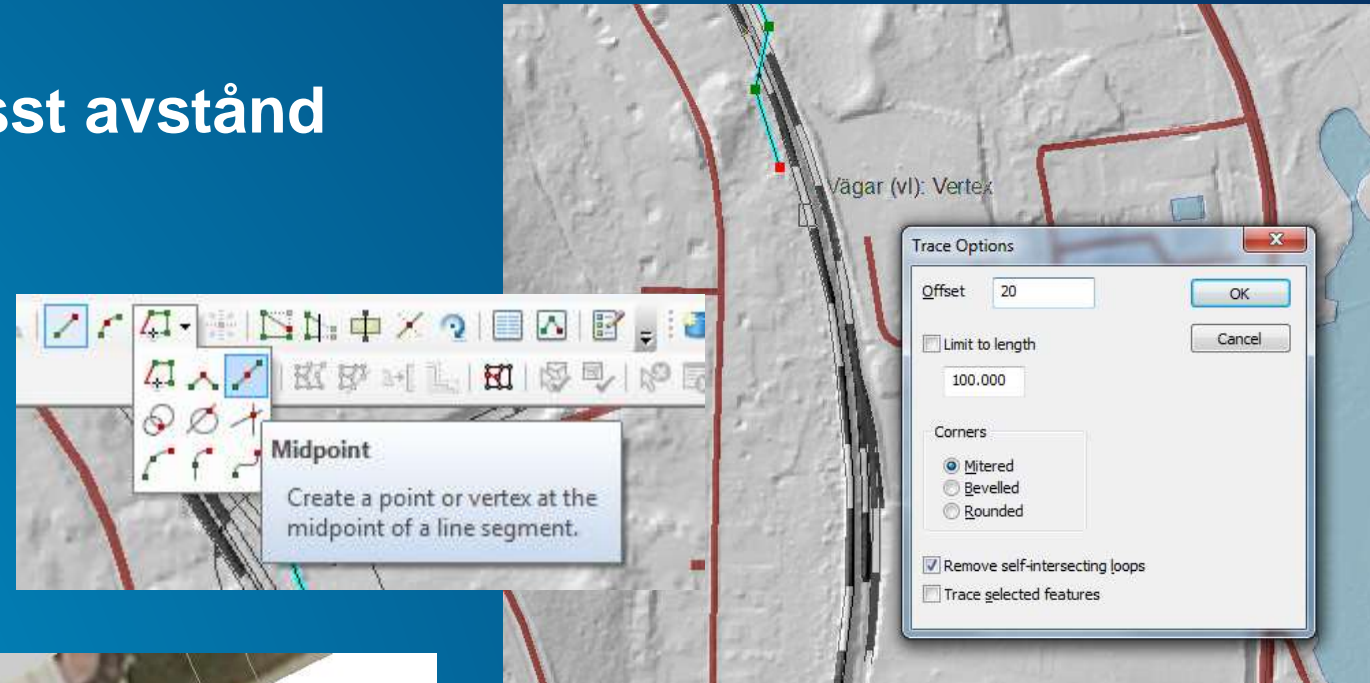 sst avstånd
Vägar (vl): Vertex
Trace Options
Offset 20
OK
Limit to length
Cancel
100.000
Corners
Mitered
Bevelled
Rounded
Remove self-intersecting loops
Trace selected features
Midpoint
Create a point or vertex at the
midpoint of a line segment.